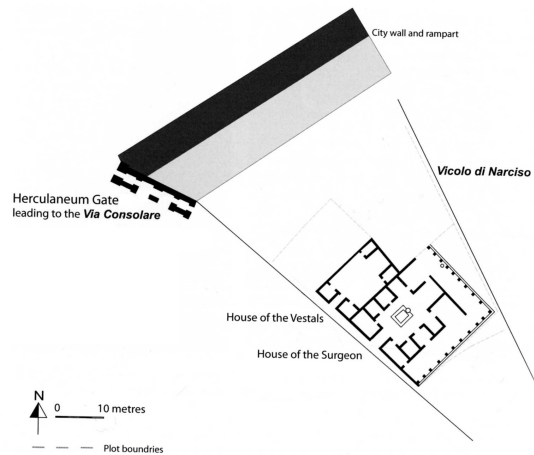 City wall and rampart
Vicolo di Narciso
Herculaneum Gate
leading to the Via Consolare
House of the Vestals
House of the Surgeon
N
0 10 metres
Plot boundries